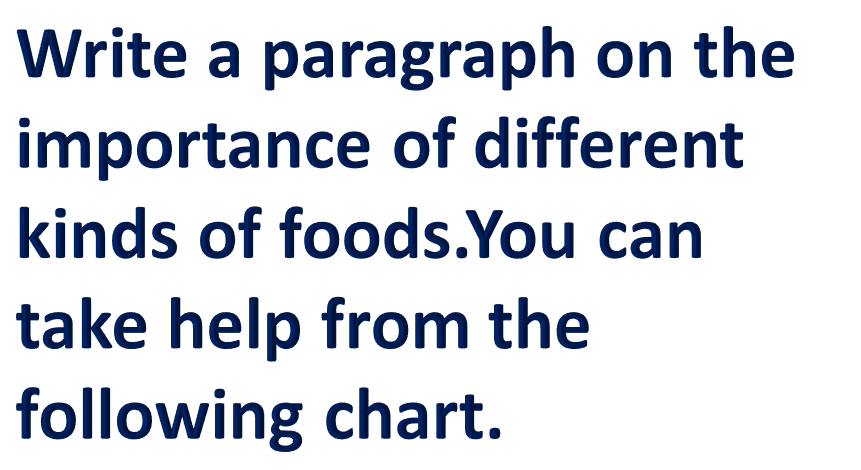 Write a paragraph on the
importance of different
kinds of foods.You can
take help from the
following chart.